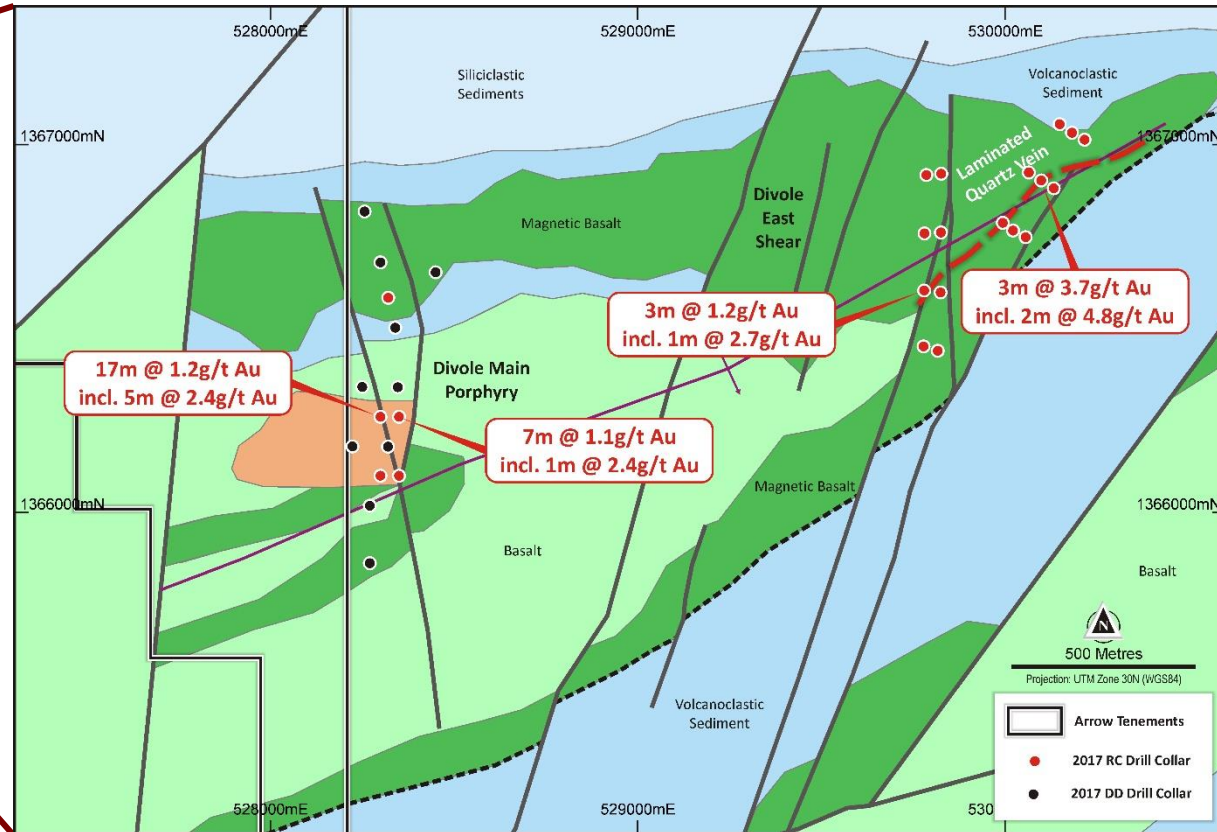 528000mE
529000mE
530000mE
Siliciclastic
Sediments
Volcanoclastic
Sediment
1367000mN
1367000mN
Laminated
Quartz Vein
Divole
East
Shear
Magnetic Basalt
3m @ 3.7g/t Au
incl. 2m @ 4.8g/t Au
3m @ 1.2g/t Au
incl. 1m @ 2.7g/t Au
17m @ 1.2g/t Au
incl. 5m @ 2.4g/t Au
Divole Main
Porphyry
7m @ 1.1g/t Au
incl. 1m @ 2.4g/t Au
Magnetic Basalt
1366000mN
1366000mN
Basalt
Basalt
N
500 Metres
Projection: UTM Zone 30N (WGS84)
Volcanoclastic
Sediment
Arrow Tenements
2017 RC Drill Collar
2017 DD Drill Collar
528000mE
529000mE
530